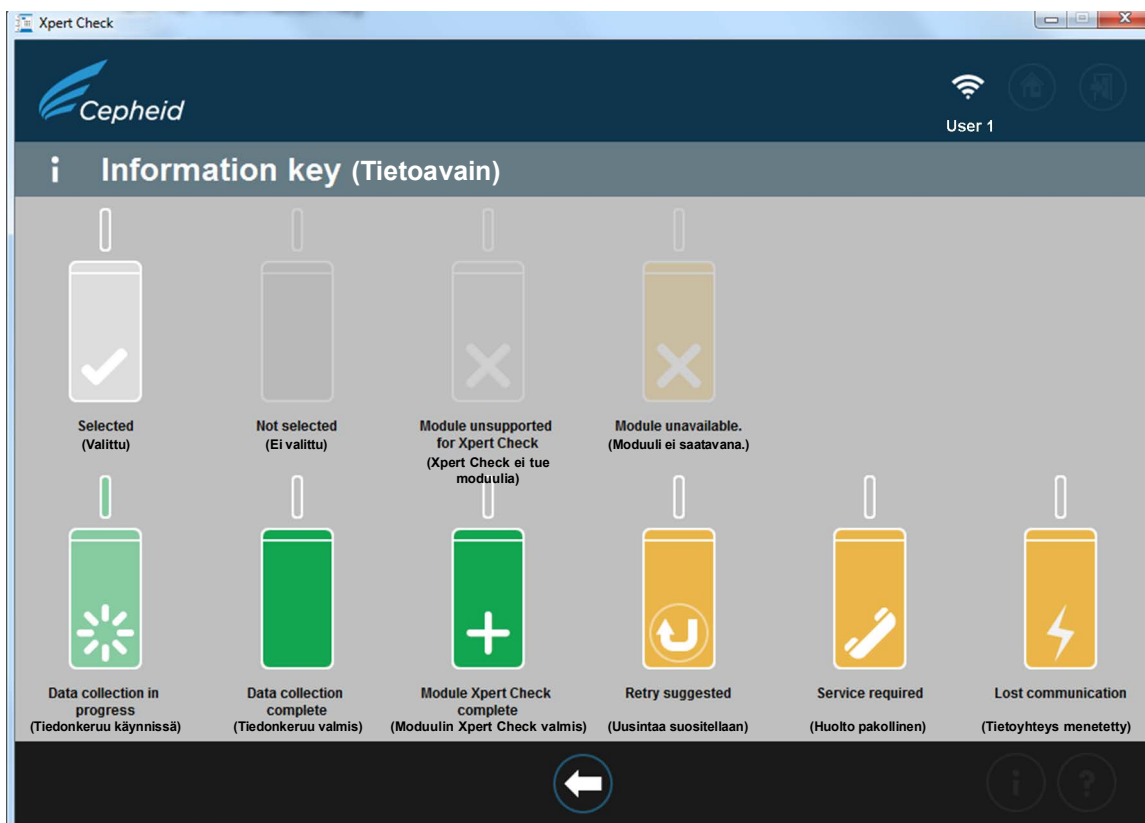 Xpert Check
Cepheid
User 1
i Information key (Tietoavain)
Selected
(Valittu)
Not selected
(Ei valittu)
Module unsupported
for Xpert Check
(Xpert Check ei tue
moduulia)
Module unavailable.
(Moduuli ei saatavana.)
Data collection in
progress
(Tiedonkeruu käynnissä)
Data collection
complete
(Tiedonkeruu valmis)
Module Xpert Check
complete
(Moduulin Xpert Check valmis)
Retry suggested
(Uusintaa suositellaan)
Service required
(Huolto pakollinen)
Lost communication
(Tietoyhteys menetetty)
i ?